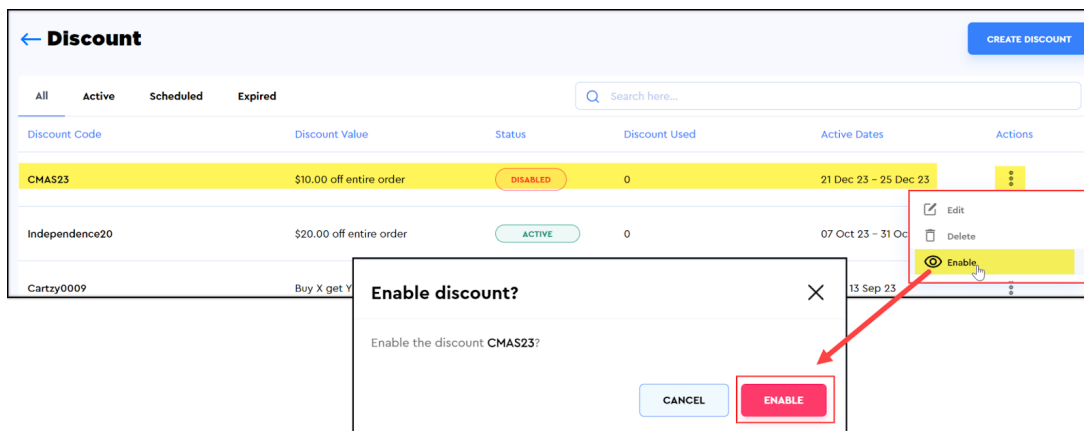 ← Discount
CREATE DISCOUNT
All Active Scheduled Expired
Search here...
Discount Code Discount Value Status Discount Used Active Dates Actions
CMAS23 $10.00 off entire order DISABLED 0 21 Dec 23 – 25 Dec 23
Edit
Independence20 $20.00 off entire order ACTIVE 0 07 Oct 23 – 31 Oc
Delete
Enable
Cartzy0009 Buy X get Y 13 Sep 23
Enable discount?
Enable the discount CMAS23?
CANCEL ENABLE